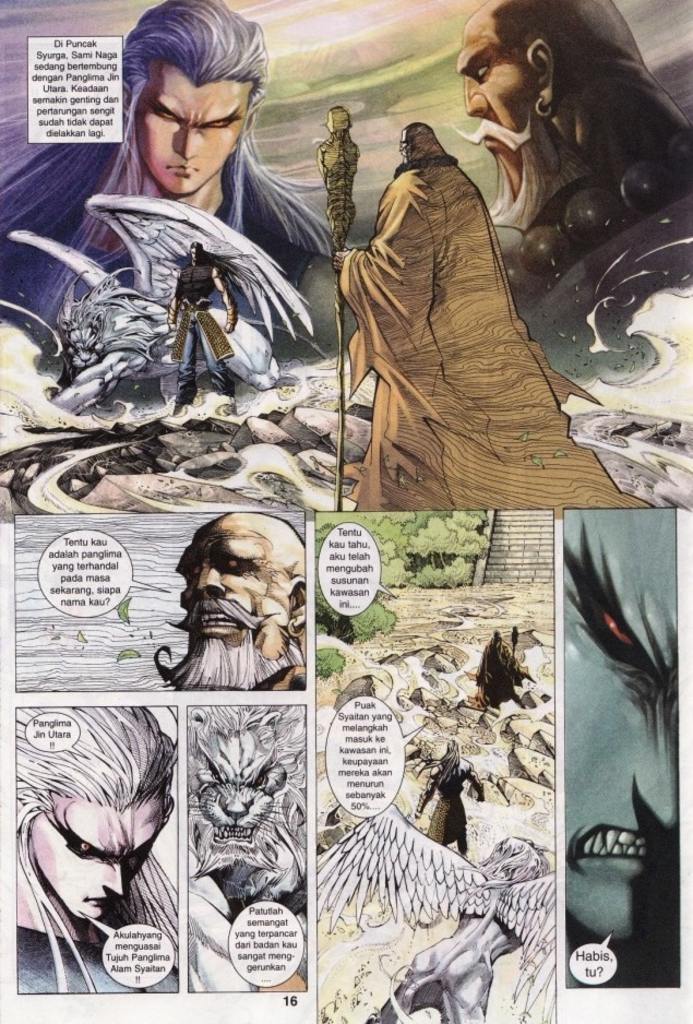 Di Puncak
Syurga, Sami Naga
sedang bertembung
dengan Panglima Jin
Utara. Keadaan
semakin genting dan
pertarungan sengit
sudah tidak dapat
dielakkan lagi.
Tentu kau
adalah panglima
yang terhandal
pada masa
sekarang, siapa
nama kau?
Panglima
Jin Utara
!!
Akulahyang
menguasai
Tujuh Panglima
Alam Syaitan
!!
Patutlah
semangat
yang terpancar
dari badan kau
sangat meng-
gerunkan
....
Tentu
kau tahu,
aku telah
mengubah
susunan
kawasan
ini....
Puak
Syaitan yang
melangkah
masuk ke
kawasan ini,
keupayaan
mereka akan
menurun
sebanyak
50%....
Habis,
tu?
16